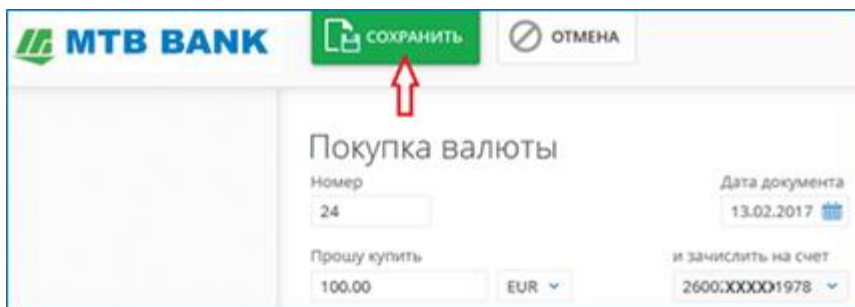 MTB BANK
СОХРАНИТЬ
ОТМЕНА
Покупка валюты
Номер
Дата документа
24
13.02.2017
Прошу купить
и зачислить на счет
100.00
EUR
2600:XXXXX1978